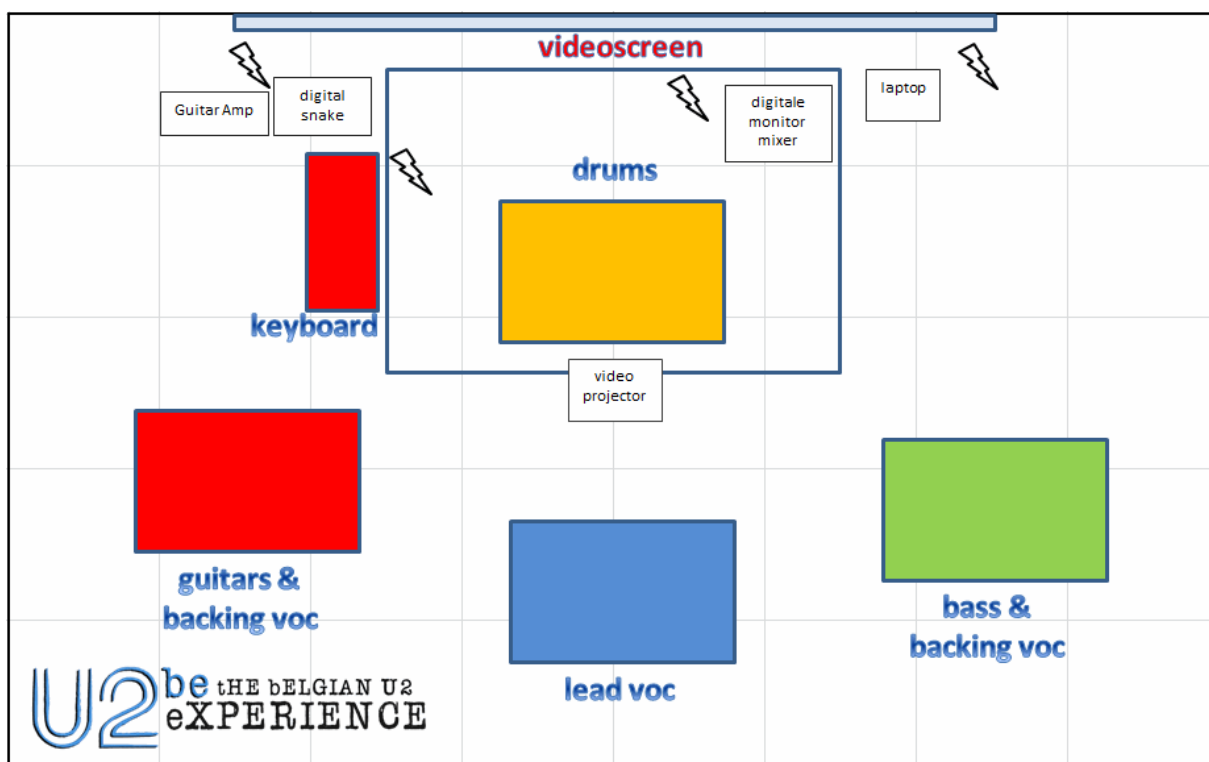 videoscreen
Guitar Amp
digital
snake
digitale
monitor
mixer
laptop
drums
keyboard
video
projector
guitars &
backing voc
lead voc
bass &
backing voc
U2 be tHE bELGIAN U2
eXPERIENCE